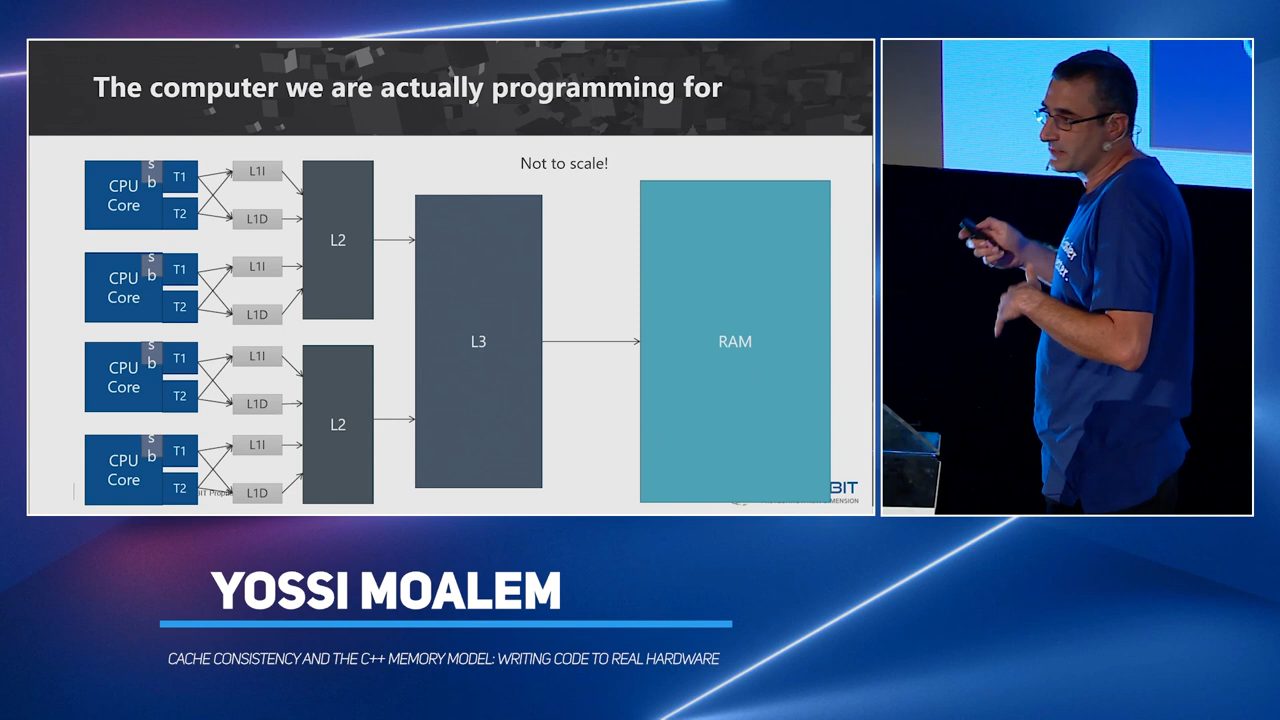 The computer we are actually programming for
Not to scale!
CPU
Core
s
b
T1
T2
L1I
L1D
CPU
Core
s
b
T1
T2
L1I
L1D
L2
CPU
Core
s
b
T1
T2
L1I
L1D
CPU
Core
s
b
T1
T2
L1I
L1D
L2
L3
RAM
BIT
YOSSI MOALEM
CACHE CONSISTENCY AND THE C++ MEMORY MODEL: WRITING CODE TO REAL HARDWARE